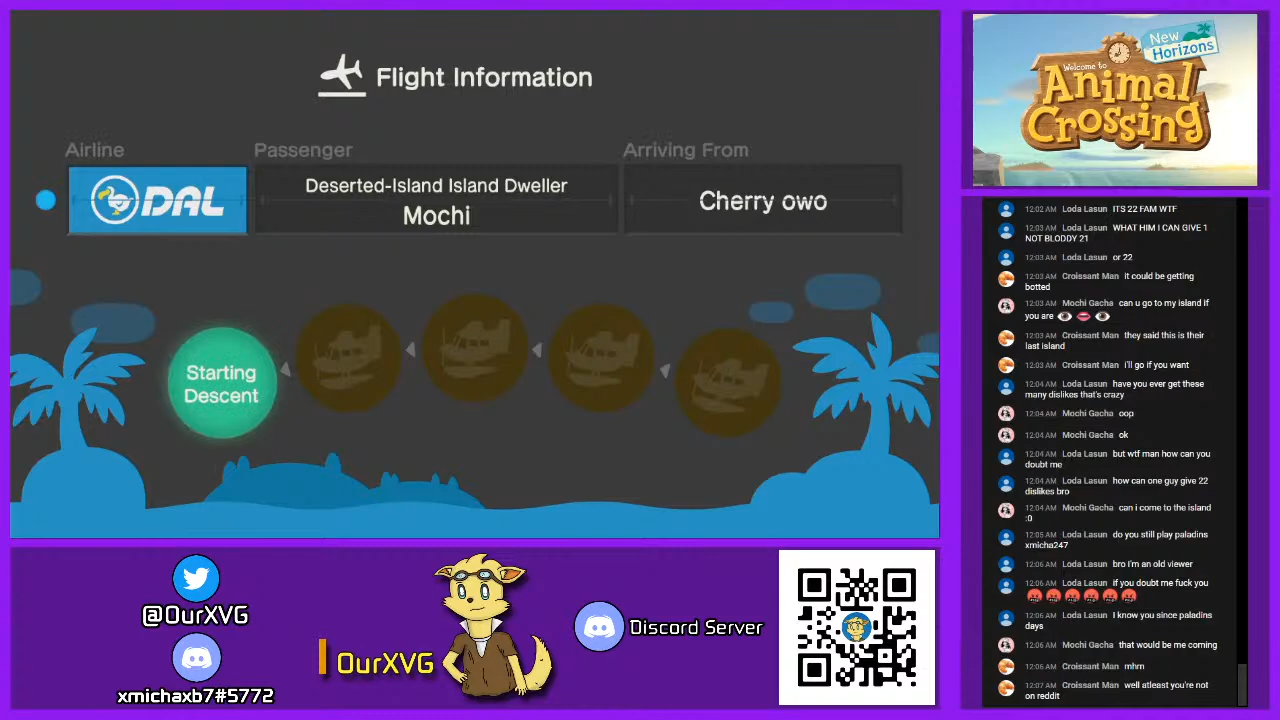 Flight Information
Airline
Passenger
Arriving From
DAL
Deserted-Island Island Dweller
Mochi
Cherry owo
Starting
Descent
@OurXVG
xmichaxb7#5772
OurXVG
Discord Server
Welcome to
Animal
Crossing
New
Horizons
12:02 AM Loda Lasun ITS 22 FAM WTF
12:03 AM Loda Lasun WHAT HIM I CAN GIVE 1
NOT BLODDY 21
12:03 AM Loda Lasun or 22
12:03 AM Croissant Man it could be getting
botted
12:03 AM Mochi Gacha can u go to my island if
you are 👁 👄 👁
12:03 AM Croissant Man they said this is their
last island
12:03 AM Croissant Man i'll go if you want
12:04 AM Loda Lasun have you ever get these
many dislikes that's crazy
12:04 AM Mochi Gacha oop
12:04 AM Mochi Gacha ok
12:04 AM Loda Lasun but wtf man how can you
doubt me
12:04 AM Loda Lasun how can one guy give 22
dislikes bro
12:04 AM Mochi Gacha can i come to the island
:0
12:05 AM Loda Lasun do you still play paladins
xmicha247
12:06 AM Loda Lasun bro i'm an old viewer
12:06 AM Loda Lasun if you doubt me fuck you
🤬 🤬 🤬 🤬 🤬 🤬
12:06 AM Loda Lasun I know you since paladins
days
12:06 AM Mochi Gacha that would be me coming
12:06 AM Croissant Man mhm
12:07 AM Croissant Man well atleast you're not
on reddit